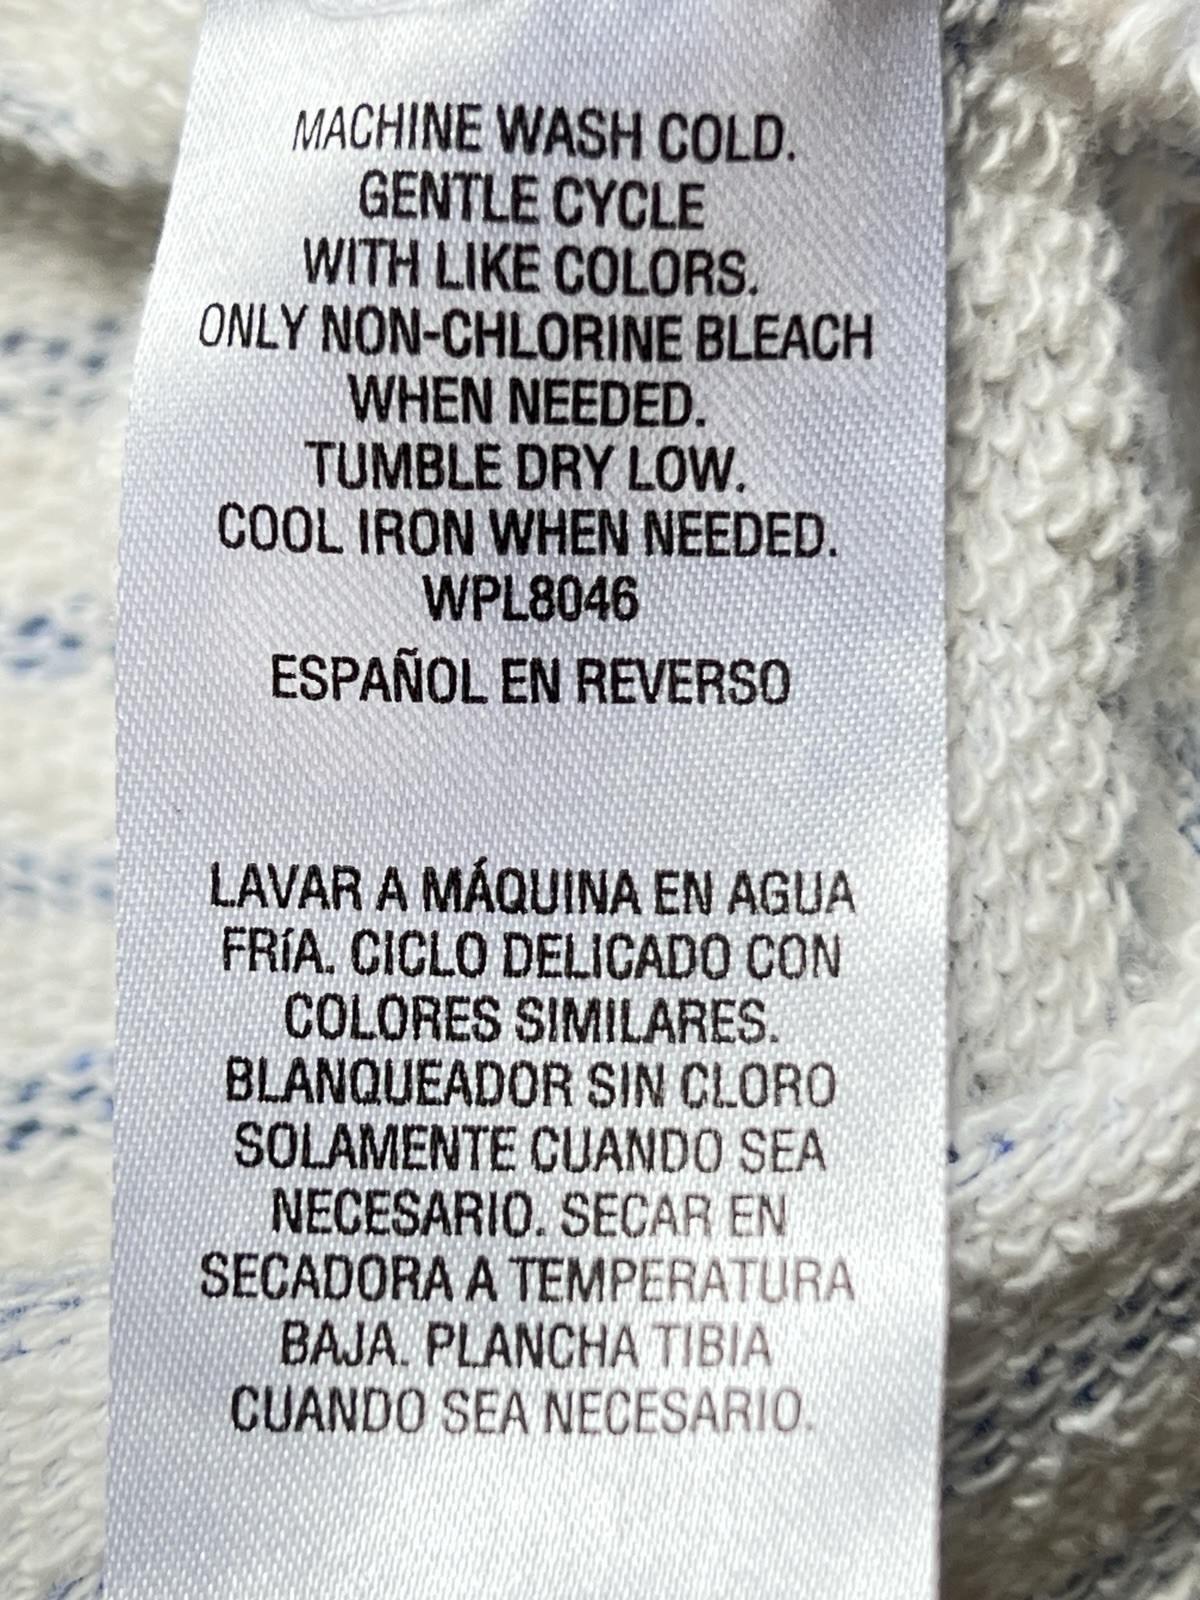 MACHINE WASH COLD.
GENTLE CYCLE
WITH LIKE COLORS.
ONLY NON-CHLORINE BLEACH
WHEN NEEDED.
TUMBLE DRY LOW.
COOL IRON WHEN NEEDED.
WPL8046
ESPAÑOL EN REVERSO
LAVAR A MÁQUINA EN AGUA
FRíA. CICLO DELICADO CON
COLORES SIMILARES.
BLANQUEADOR SIN CLORO
SOLAMENTE CUANDO SEA
NECESARIO. SECAR EN
SECADORA A TEMPERATURA
BAJA. PLANCHA TIBIA
CUANDO SEA NECESARIO.